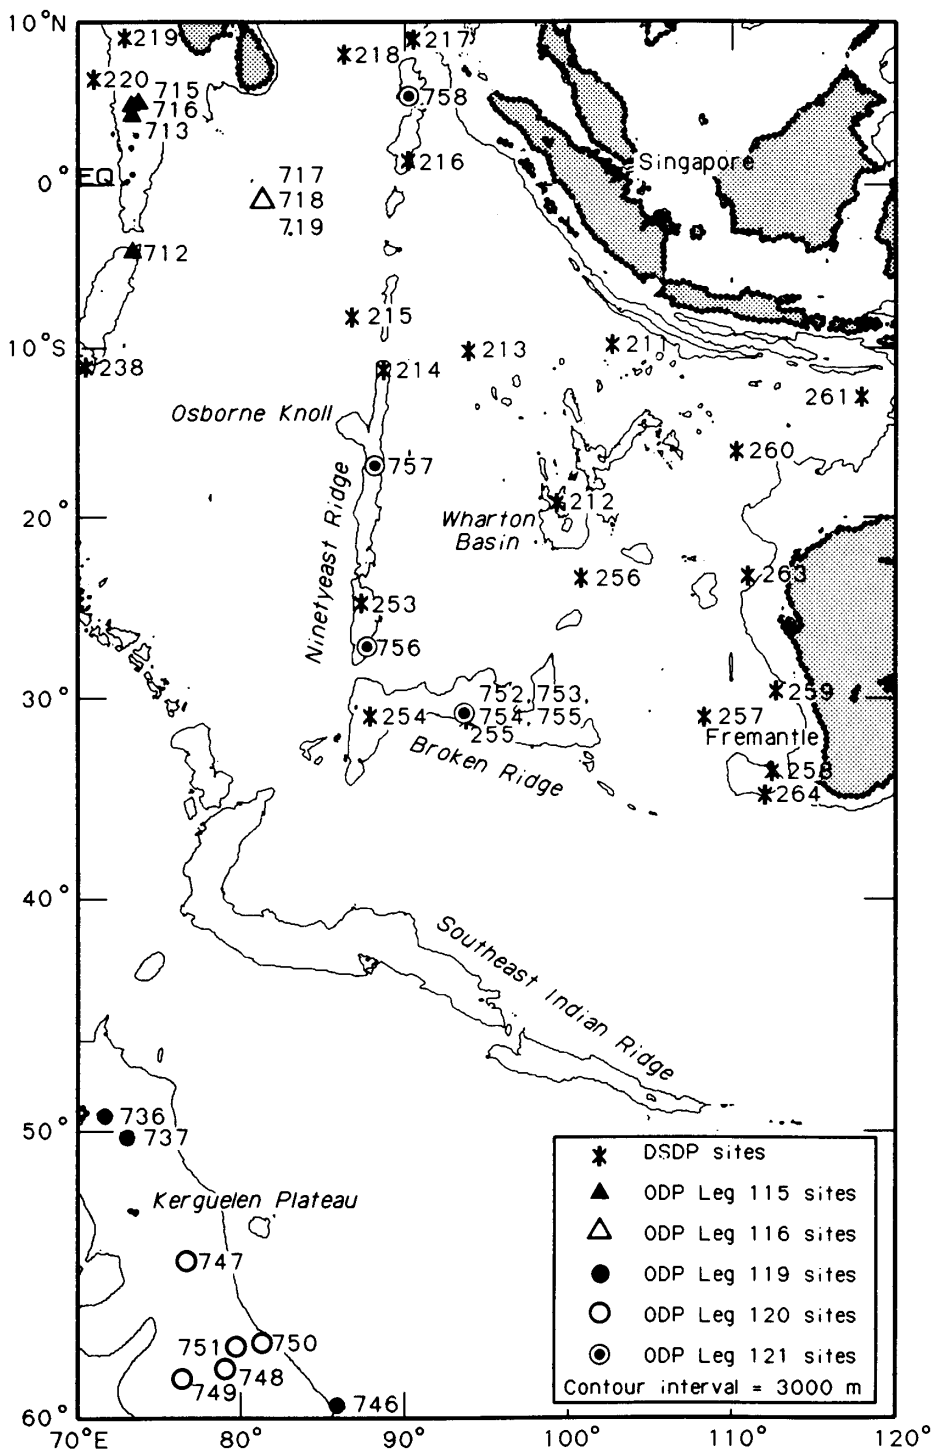 10°N
219
218
217
220
715
758
716
713
216
Singapore
717
0°
EQ
718
719
712
215
10°S
213
211
238
214
261
Osborne Knoll
260
757
Ninetyeast Ridge
212
20°
Wharton
Basin
256
263
253
756
752, 753,
259
30°
254
754, 755
257
255
Fremantle
Broken Ridge
258
264
40°
Southeast Indian Ridge
736
50°
737
DSDP sites
ODP Leg 115 sites
Kerguelen Plateau
ODP Leg 116 sites
747
ODP Leg 119 sites
ODP Leg 120 sites
751
750
ODP Leg 121 sites
748
749
Contour interval = 3000 m
746
60°
70°E
80°
90°
100°
110°
120°